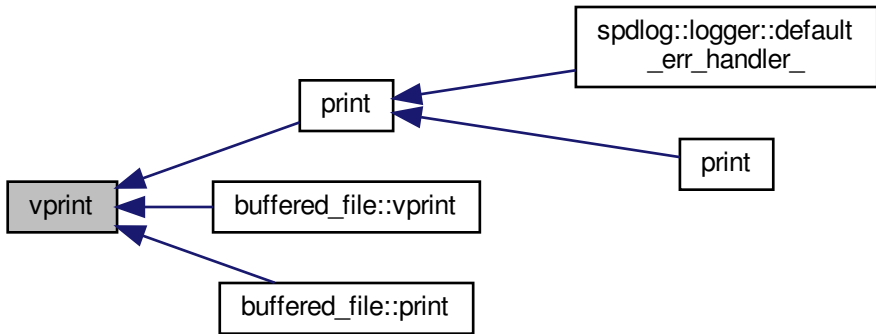 spdlog::logger::default
_err_handler_
print
print
vprint
buffered_file::vprint
buffered_file::print